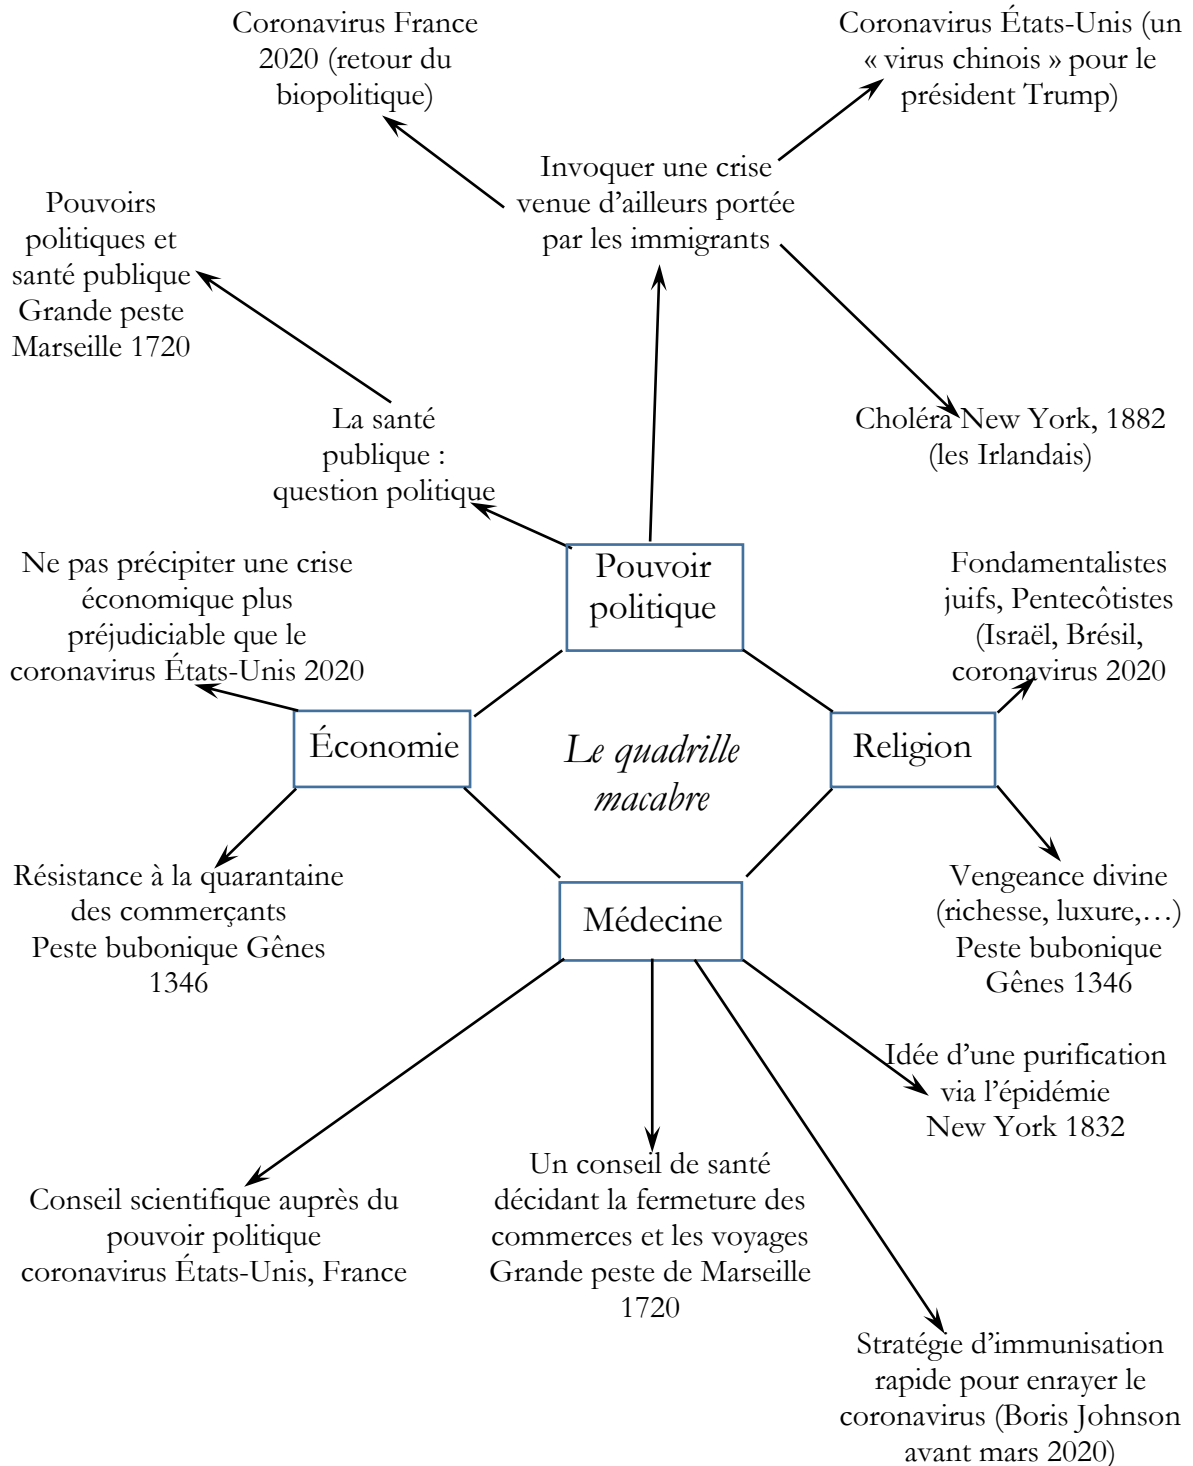 Coronavirus France
2020 (retour du
biopolitique)
Coronavirus États-Unis (un
« virus chinois » pour le
président Trump)
Invoquer une crise
venue d'ailleurs portée
par les immigrants
Pouvoirs
politiques et
santé publique
Grande peste
Marseille 1720
La santé
publique :
question politique
Choléra New York, 1882
(les Irlandais)
Pouvoir
politique
Ne pas précipiter une crise
économique plus
préjudiciable que le
coronavirus États-Unis 2020
Fondamentalistes
juifs, Pentecôtistes
(Israël, Brésil,
coronavirus 2020
Économie
Le quadrille
macabre
Religion
Résistance à la quarantaine
des commerçants
Peste bubonique Gênes
1346
Médecine
Vengeance divine
(richesse, luxure,…)
Peste bubonique
Gênes 1346
Idée d'une purification
via l'épidémie
New York 1832
Conseil scientifique auprès du
pouvoir politique
coronavirus États-Unis, France
Un conseil de santé
décidant la fermeture des
commerces et les voyages
Grande peste de Marseille
1720
Stratégie d'immunisation
rapide pour enrayer le
coronavirus (Boris Johnson
avant mars 2020)